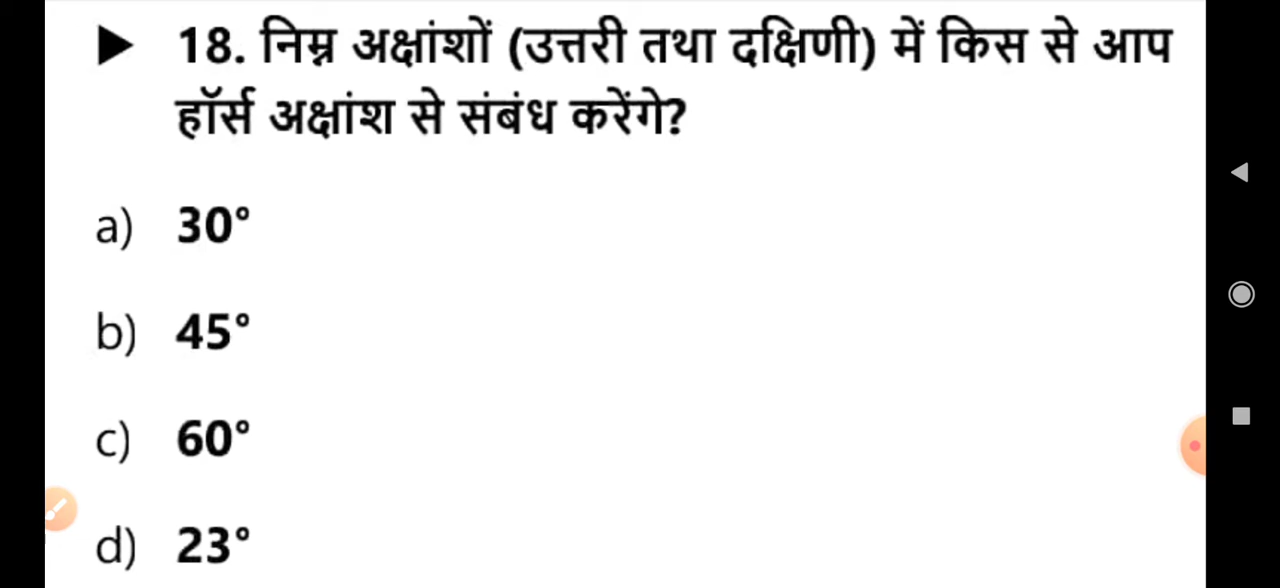 18. निम्न अक्षांशों (उत्तरी तथा दक्षिणी) में किस से आप
हॉर्स अक्षांश से संबंध करेंगे?
a) 30°
b) 45°
c) 60°
d) 23°